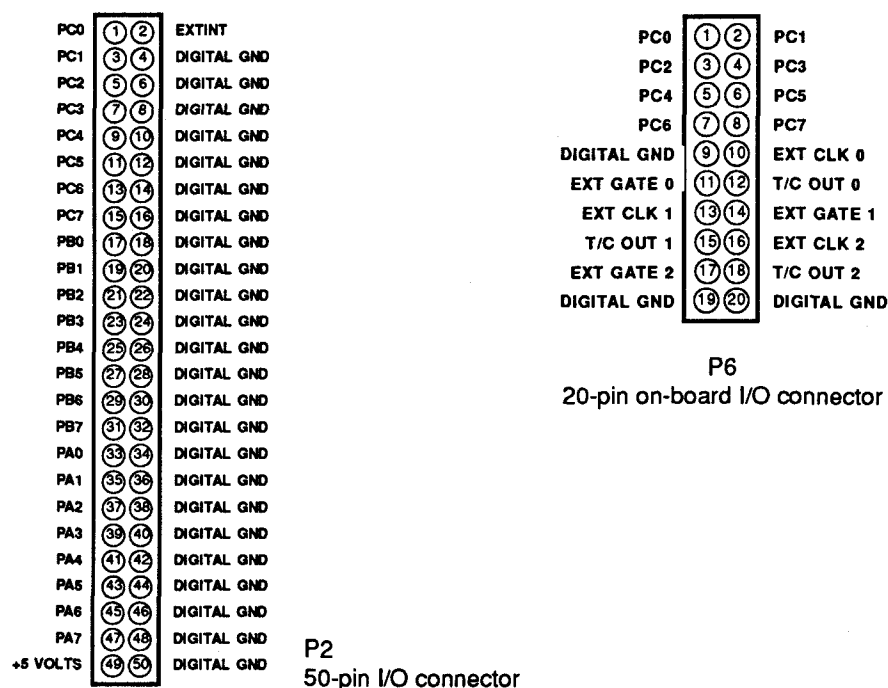 PC0 1 2 EXTINT
PC1 3 4 DIGITAL GND
PC2 5 6 DIGITAL GND
PC3 7 8 DIGITAL GND
PC4 9 10 DIGITAL GND
PC5 11 12 DIGITAL GND
PC6 13 14 DIGITAL GND
PC7 15 16 DIGITAL GND
PB0 17 18 DIGITAL GND
PB1 19 20 DIGITAL GND
PB2 21 22 DIGITAL GND
PB3 23 24 DIGITAL GND
PB4 25 26 DIGITAL GND
PB5 27 28 DIGITAL GND
PB6 29 30 DIGITAL GND
PB7 31 32 DIGITAL GND
PA0 33 34 DIGITAL GND
PA1 35 36 DIGITAL GND
PA2 37 38 DIGITAL GND
PA3 39 40 DIGITAL GND
PA4 41 42 DIGITAL GND
PA5 43 44 DIGITAL GND
PA6 45 46 DIGITAL GND
PA7 47 48 DIGITAL GND
+5 VOLTS 49 50 DIGITAL GND
P2
50-pin I/O connector
PC0 1 2 PC1
PC2 3 4 PC3
PC4 5 6 PC5
PC6 7 8 PC7
DIGITAL GND 9 10 EXT CLK 0
EXT GATE 0 11 12 T/C OUT 0
EXT CLK 1 13 14 EXT GATE 1
T/C OUT 1 15 16 EXT CLK 2
EXT GATE 2 17 18 T/C OUT 2
DIGITAL GND 19 20 DIGITAL GND
P6
20-pin on-board I/O connector